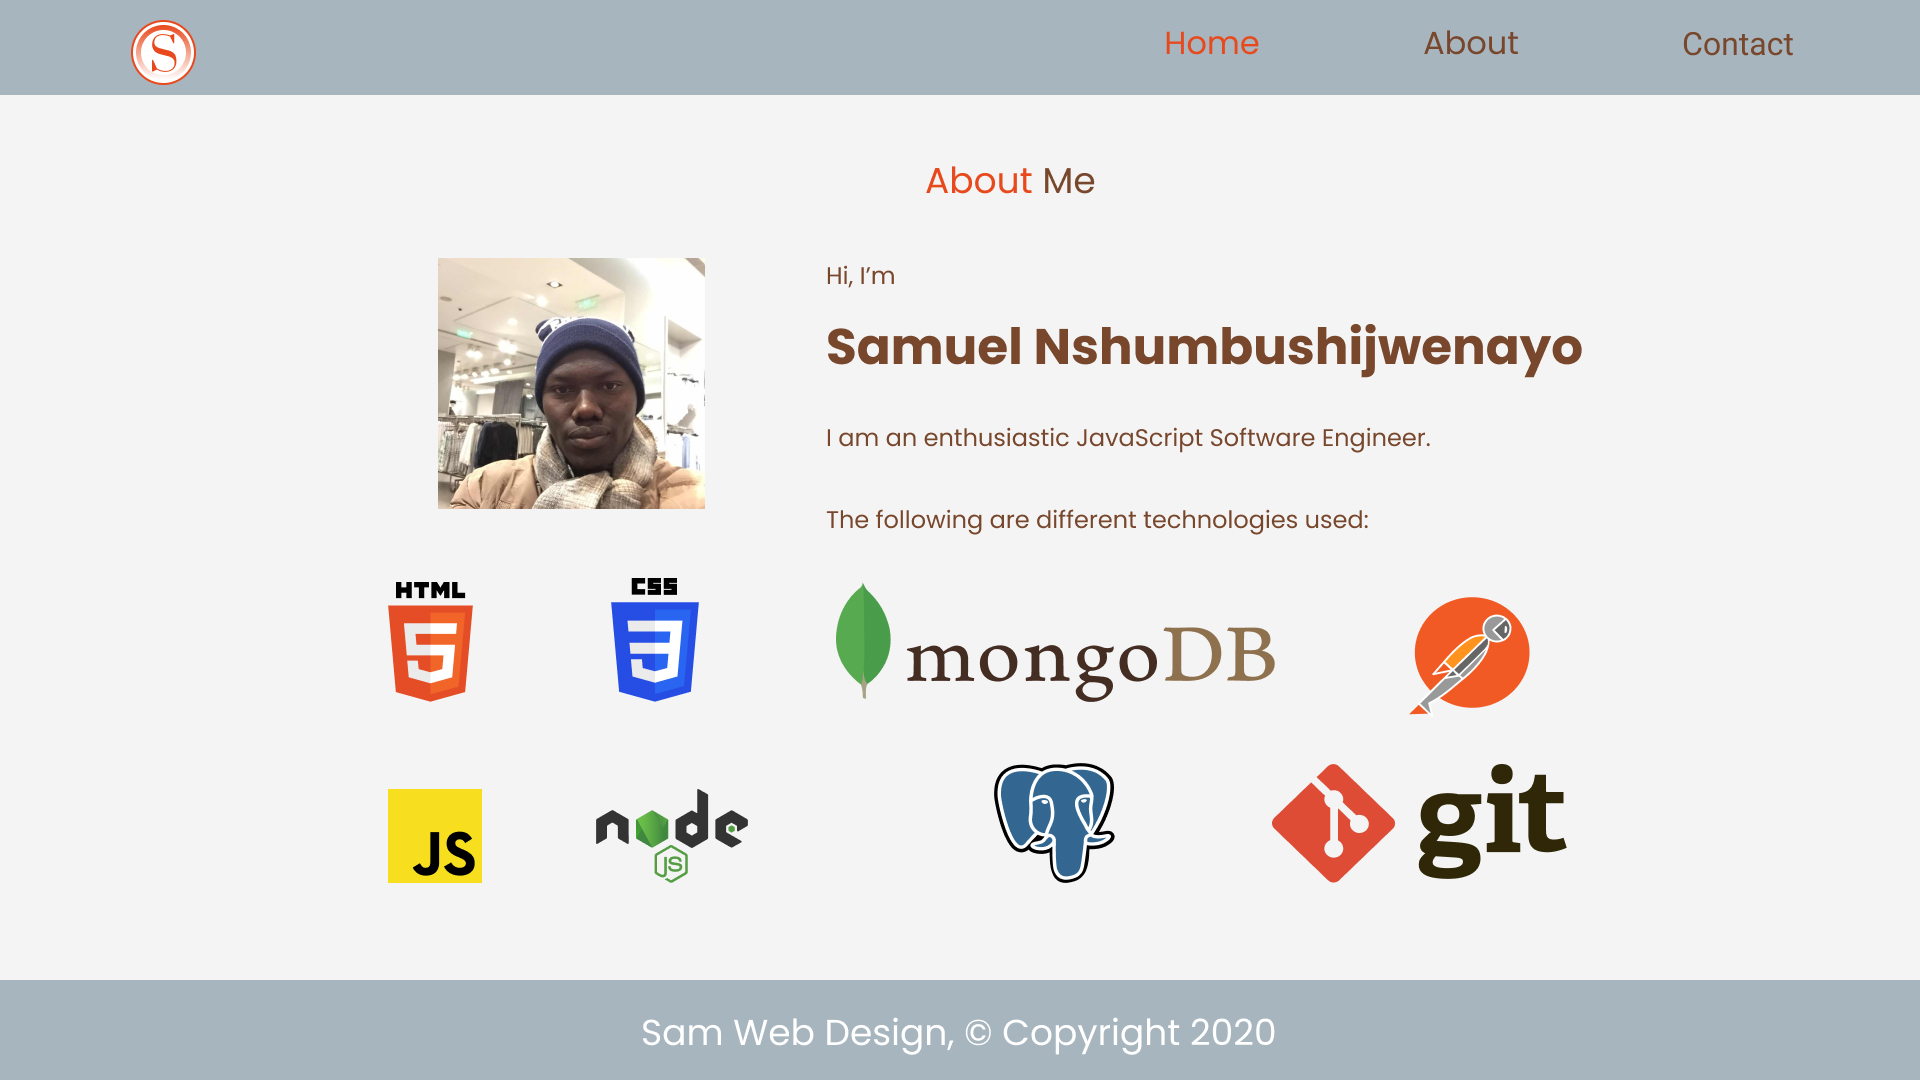 S
Home About Contact
About Me
Hi, I’m
Samuel Nshumbushijwenayo
I am an enthusiastic JavaScript Software Engineer.
The following are different technologies used:
HTML
5
CSS
3
mongoDB
JS
node
JS
git
Sam Web Design, © Copyright 2020